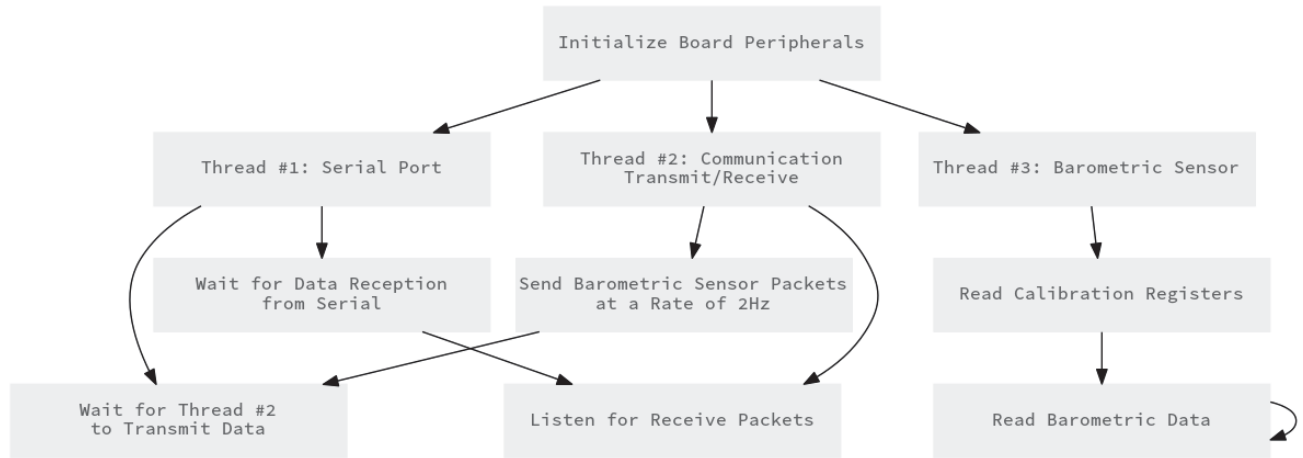 Initialize Board Peripherals
Thread #1: Serial Port
Thread #2: Communication
Transmit/Receive
Thread #3: Barometric Sensor
Wait for Data Reception
from Serial
Send Barometric Sensor Packets
at a Rate of 2Hz
Read Calibration Registers
Wait for Thread #2
to Transmit Data
Listen for Receive Packets
Read Barometric Data